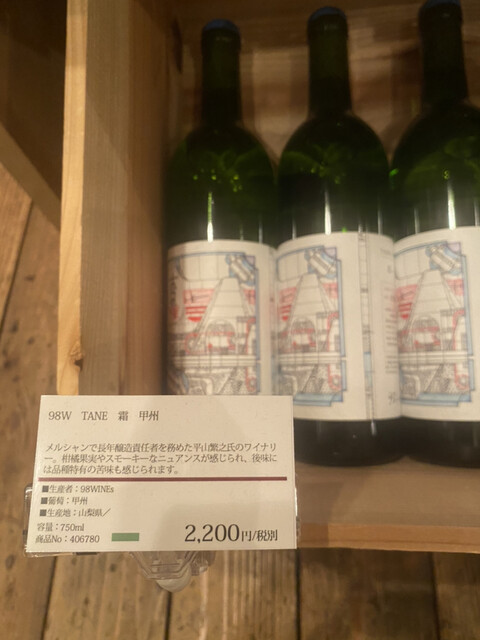 98W　TANE　霜　甲州
メルシャンで長年醸造責任者を務めた平山繁之氏のワイナリ
ー。柑橘果実やスモーキーなニュアンスが感じられ、後味に
は品種特有の苦味も感じられます。
■生産者：98WINEs
■葡萄：甲州
■生産地：山梨県／
容量：750ml
商品No：406780
2,200円/税別